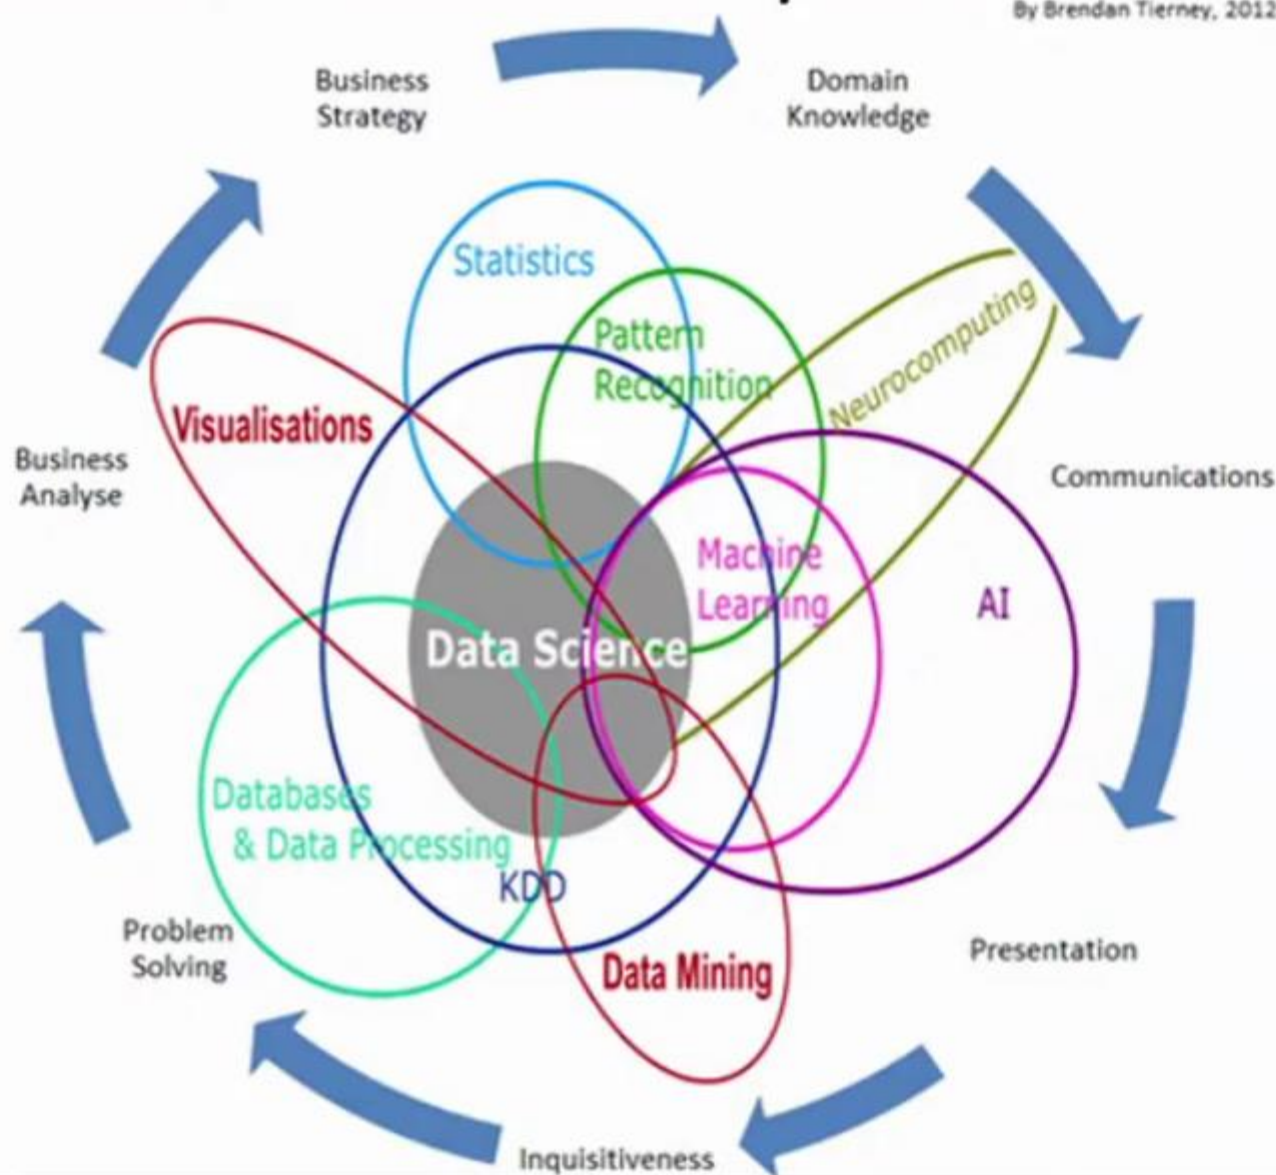 By Brendan Tierney, 2012
Business
Strategy
Domain
Knowledge
Statistics
Pattern
Recognition
Neurocomputing
Visualisations
Business
Analyse
Communications
Machine
Learning
AI
Data Science
Databases
& Data Processing
KDD
Problem
Solving
Data Mining
Presentation
Inquisitiveness